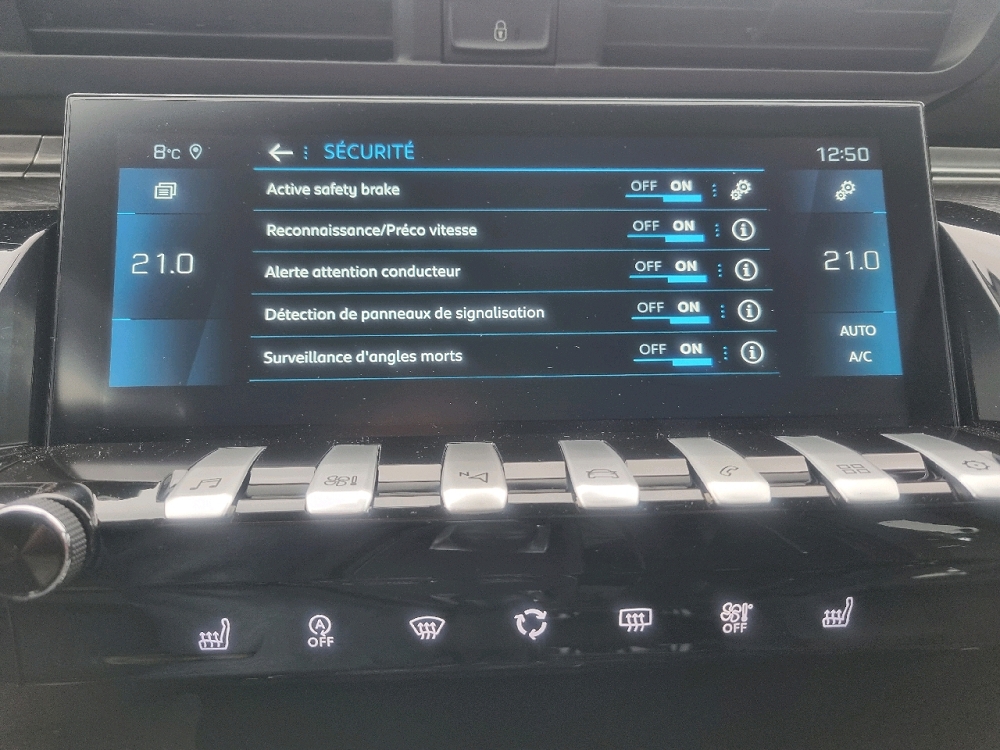 8°C SÉCURITÉ 12:50
Active safety brake OFF ON
Reconnaissance/Préco vitesse OFF ON
21.0 Alerte attention conducteur OFF ON 21.0
Détection de panneaux de signalisation OFF ON
AUTO
Surveillance d'angles morts OFF ON A/C
N
A
OFF
OFF